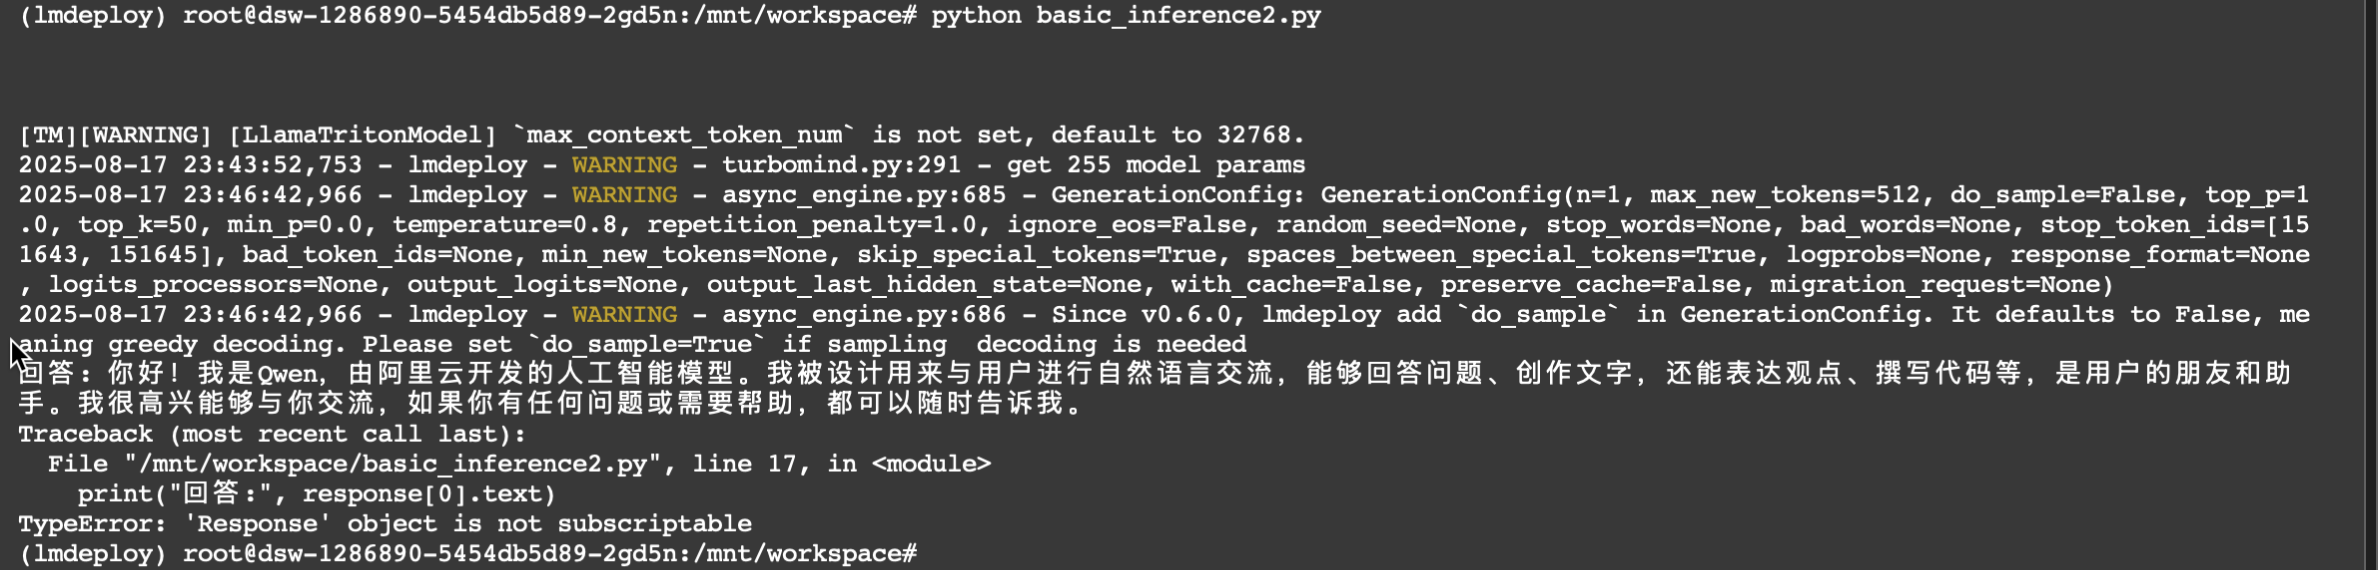 (lmdeploy) root@dsw-1286890-5454db5d89-2gd5n:/mnt/workspace# python basic_inference2.py
[TM][WARNING] [LlamaTritonModel] `max_context_token_num` is not set, default to 32768.
2025-08-17 23:43:52,753 - lmdeploy - WARNING - turbomind.py:291 - get 255 model params
2025-08-17 23:46:42,966 - lmdeploy - WARNING - async_engine.py:685 - GenerationConfig: GenerationConfig(n=1, max_new_tokens=512, do_sample=False, top_p=1
.0, top_k=50, min_p=0.0, temperature=0.8, repetition_penalty=1.0, ignore_eos=False, random_seed=None, stop_words=None, bad_words=None, stop_token_ids=[15
1643, 151645], bad_token_ids=None, min_new_tokens=None, skip_special_tokens=True, spaces_between_special_tokens=True, logprobs=None, response_format=None
, logits_processors=None, output_logits=None, output_last_hidden_state=None, with_cache=False, preserve_cache=False, migration_request=None)
2025-08-17 23:46:42,966 - lmdeploy - WARNING - async_engine.py:686 - Since v0.6.0, lmdeploy add `do_sample` in GenerationConfig. It defaults to False, me
aning greedy decoding. Please set `do_sample=True` if sampling  decoding is needed
回答：你好！我是Qwen，由阿里云开发的人工智能模型。我被设计用来与用户进行自然语言交流，能够回答问题、创作文字，还能表达观点、撰写代码等，是用户的朋友和助
手。我很高兴能够与你交流，如果你有任何问题或需要帮助，都可以随时告诉我。
Traceback (most recent call last):
  File "/mnt/workspace/basic_inference2.py", line 17, in <module>
    print("回答:", response[0].text)
TypeError: 'Response' object is not subscriptable
(lmdeploy) root@dsw-1286890-5454db5d89-2gd5n:/mnt/workspace#